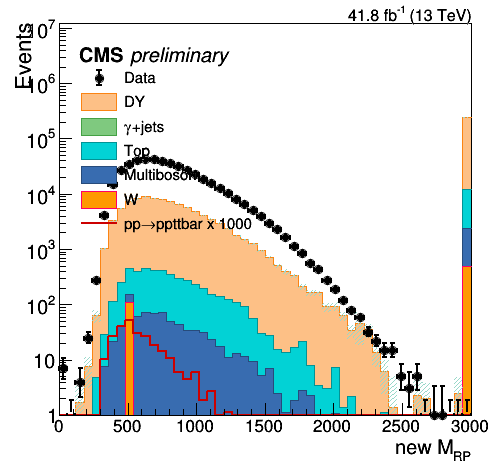 41.8 fb⁻¹ (13 TeV)
Events
10⁷
10⁶
10⁵
10⁴
10³
10²
10
1
CMS preliminary
Data
DY
γ+jets
Top
Multiboson
W
pp→ppttbar x 1000
0 500 1000 1500 2000 2500 3000
new M_RP